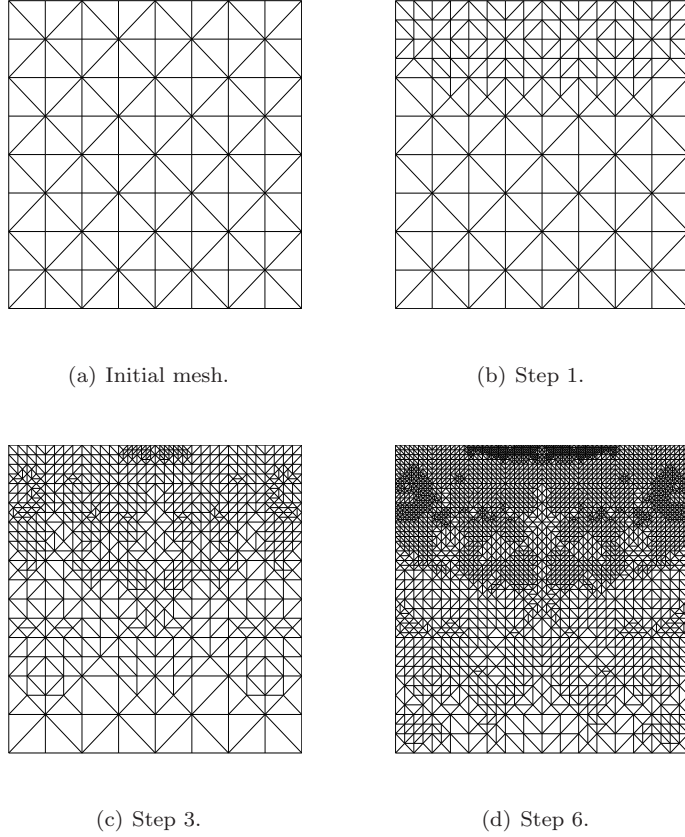 (a) Initial mesh.
(b) Step 1.
(c) Step 3.
(d) Step 6.